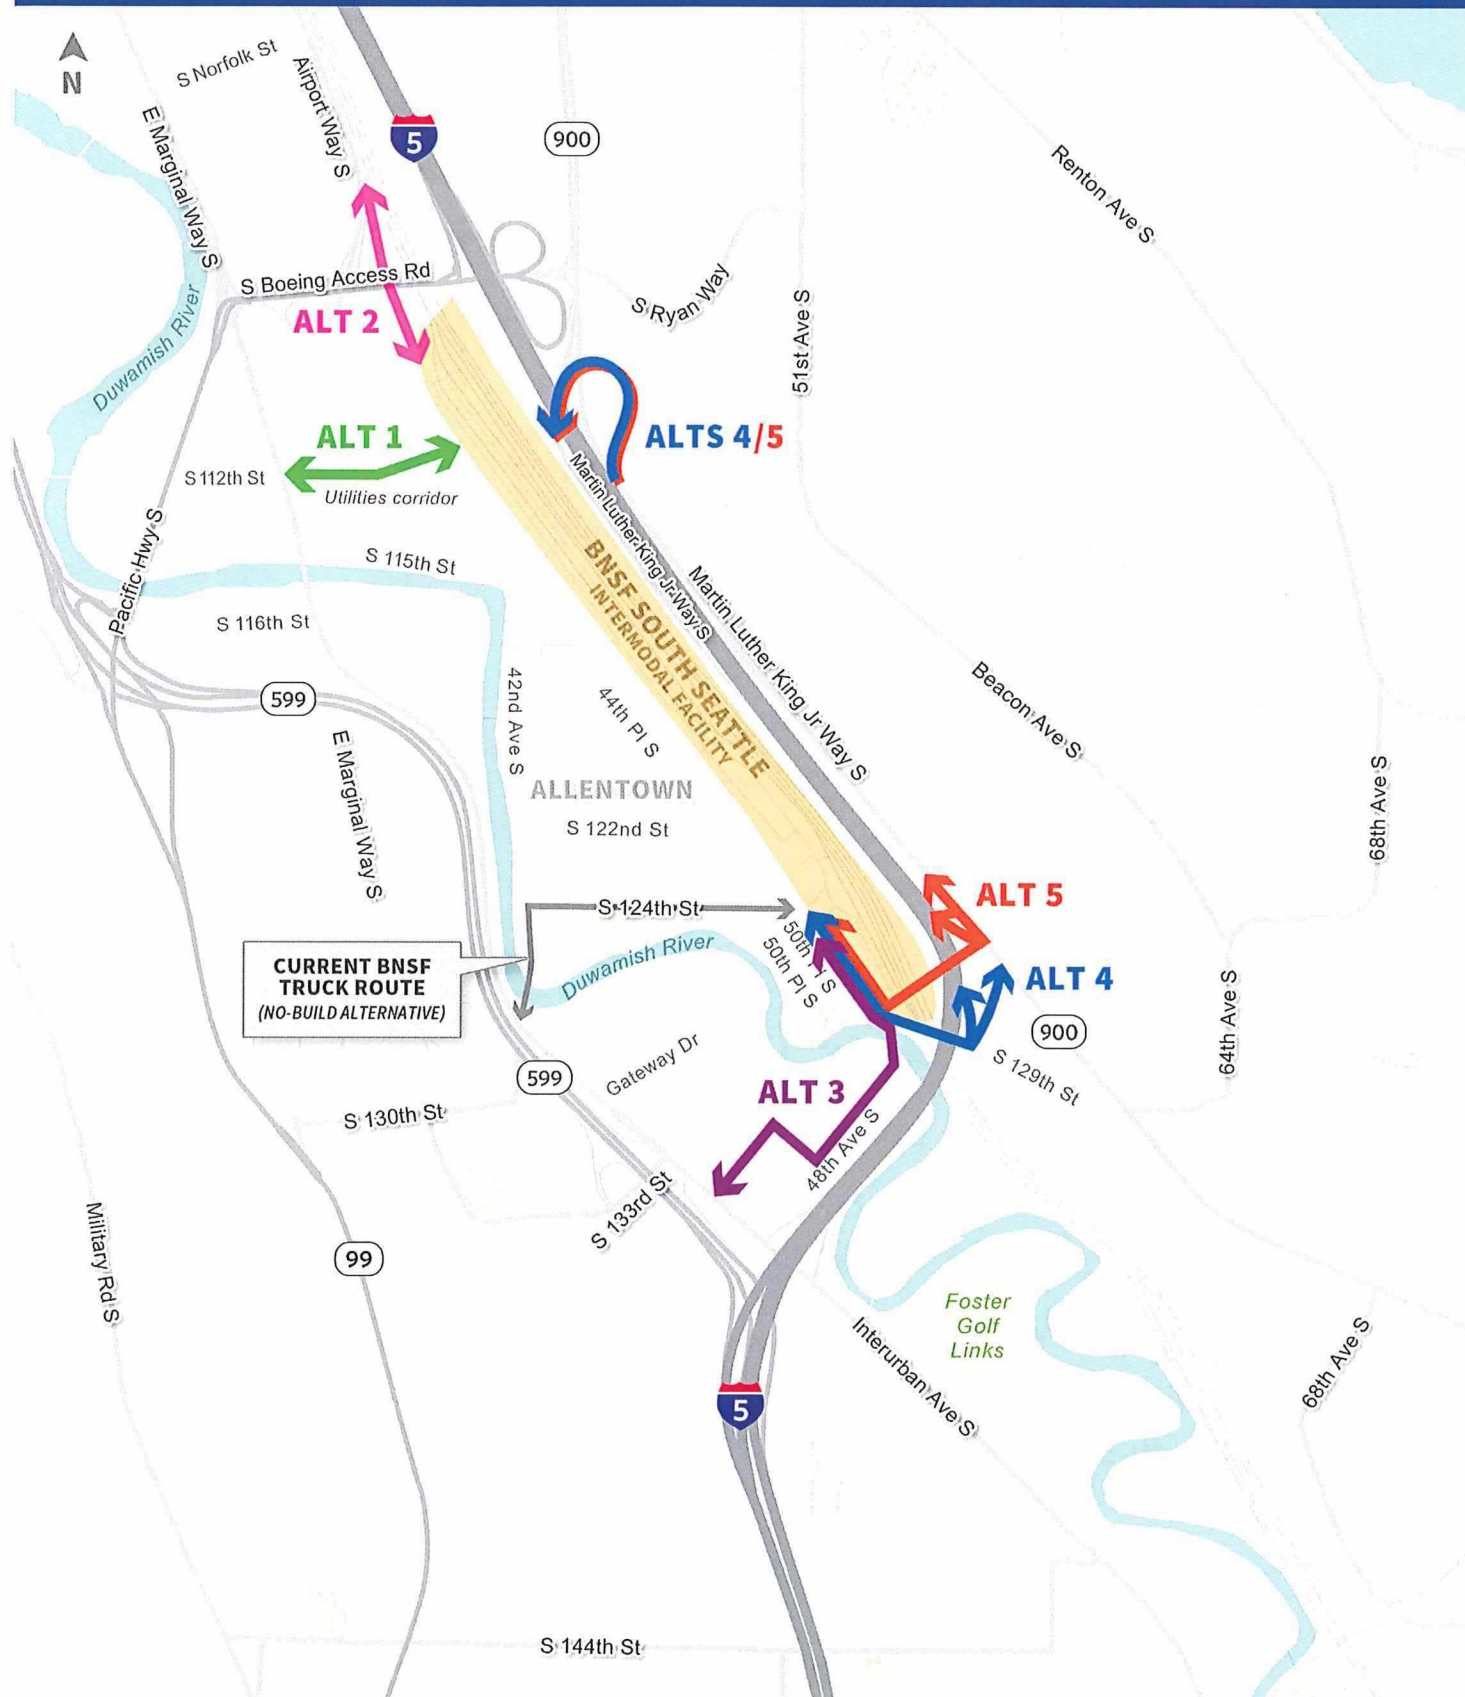 N
S Norfolk St
Airport Way S
E Marginal Way S
5
900
Renton Ave S
S Boeing Access Rd
S Ryan Way
51st Ave S
Duwamish River
ALT 2
ALT 1
ALTS 4/5
S 112th St
Utilities corridor
Martin Luther King Jr Way S
Pacific Hwy S
S 115th St
BNSF SOUTH SEATTLE
INTERMODAL FACILITY
Martin Luther King Jr Way S
S 116th St
599
42nd Ave S
44th Pl S
Beacon Ave S
E Marginal Way S
ALLENTOWN
S 122nd St
68th Ave S
ALT 5
S 124th St
50th Pl S
50th Pl S
Duwamish River
CURRENT BNSF
TRUCK ROUTE
(NO-BUILD ALTERNATIVE)
ALT 4
900
64th Ave S
S 129th St
599
Gateway Dr
ALT 3
S 130th St
48th Ave S
S 133rd St
Military Rd S
99
Foster
Golf
Links
Interurban Ave S
68th Ave S
5
S 144th St